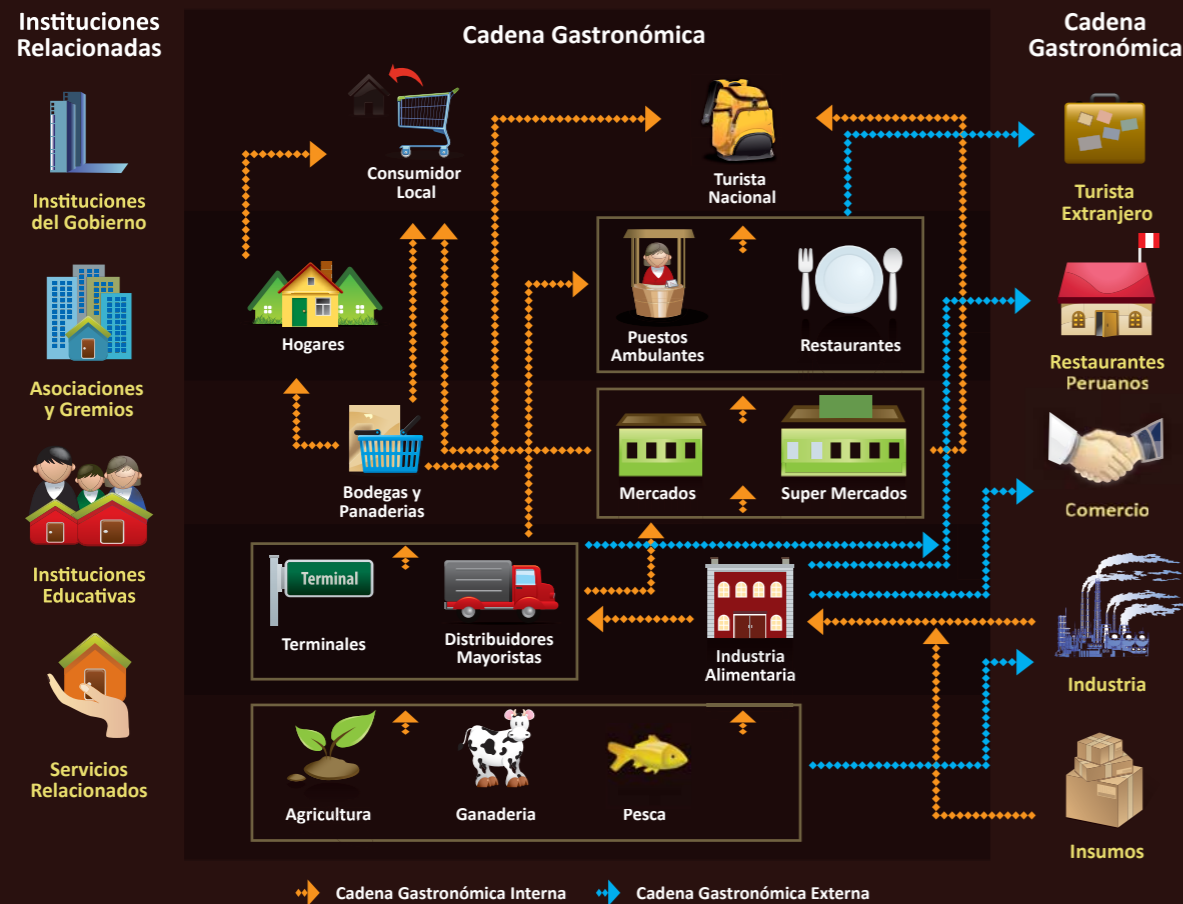 Instituciones
Relacionadas
Instituciones
del Gobierno
Asociaciones
y Gremios
Instituciones
Educativas
Servicios
Relacionados
Cadena Gastronómica
Consumidor
Local
Turista
Nacional
Hogares
Puestos
Ambulantes
Restaurantes
Bodegas y
Panaderias
Mercados
Super Mercados
Terminal
Terminales
Distribuidores
Mayoristas
Industria
Alimentaria
Agricultura
Ganaderia
Pesca
Cadena
Gastronómica
Turista
Extranjero
Restaurantes
Peruanos
Comercio
Industria
Insumos
Cadena Gastronómica Interna
Cadena Gastronómica Externa